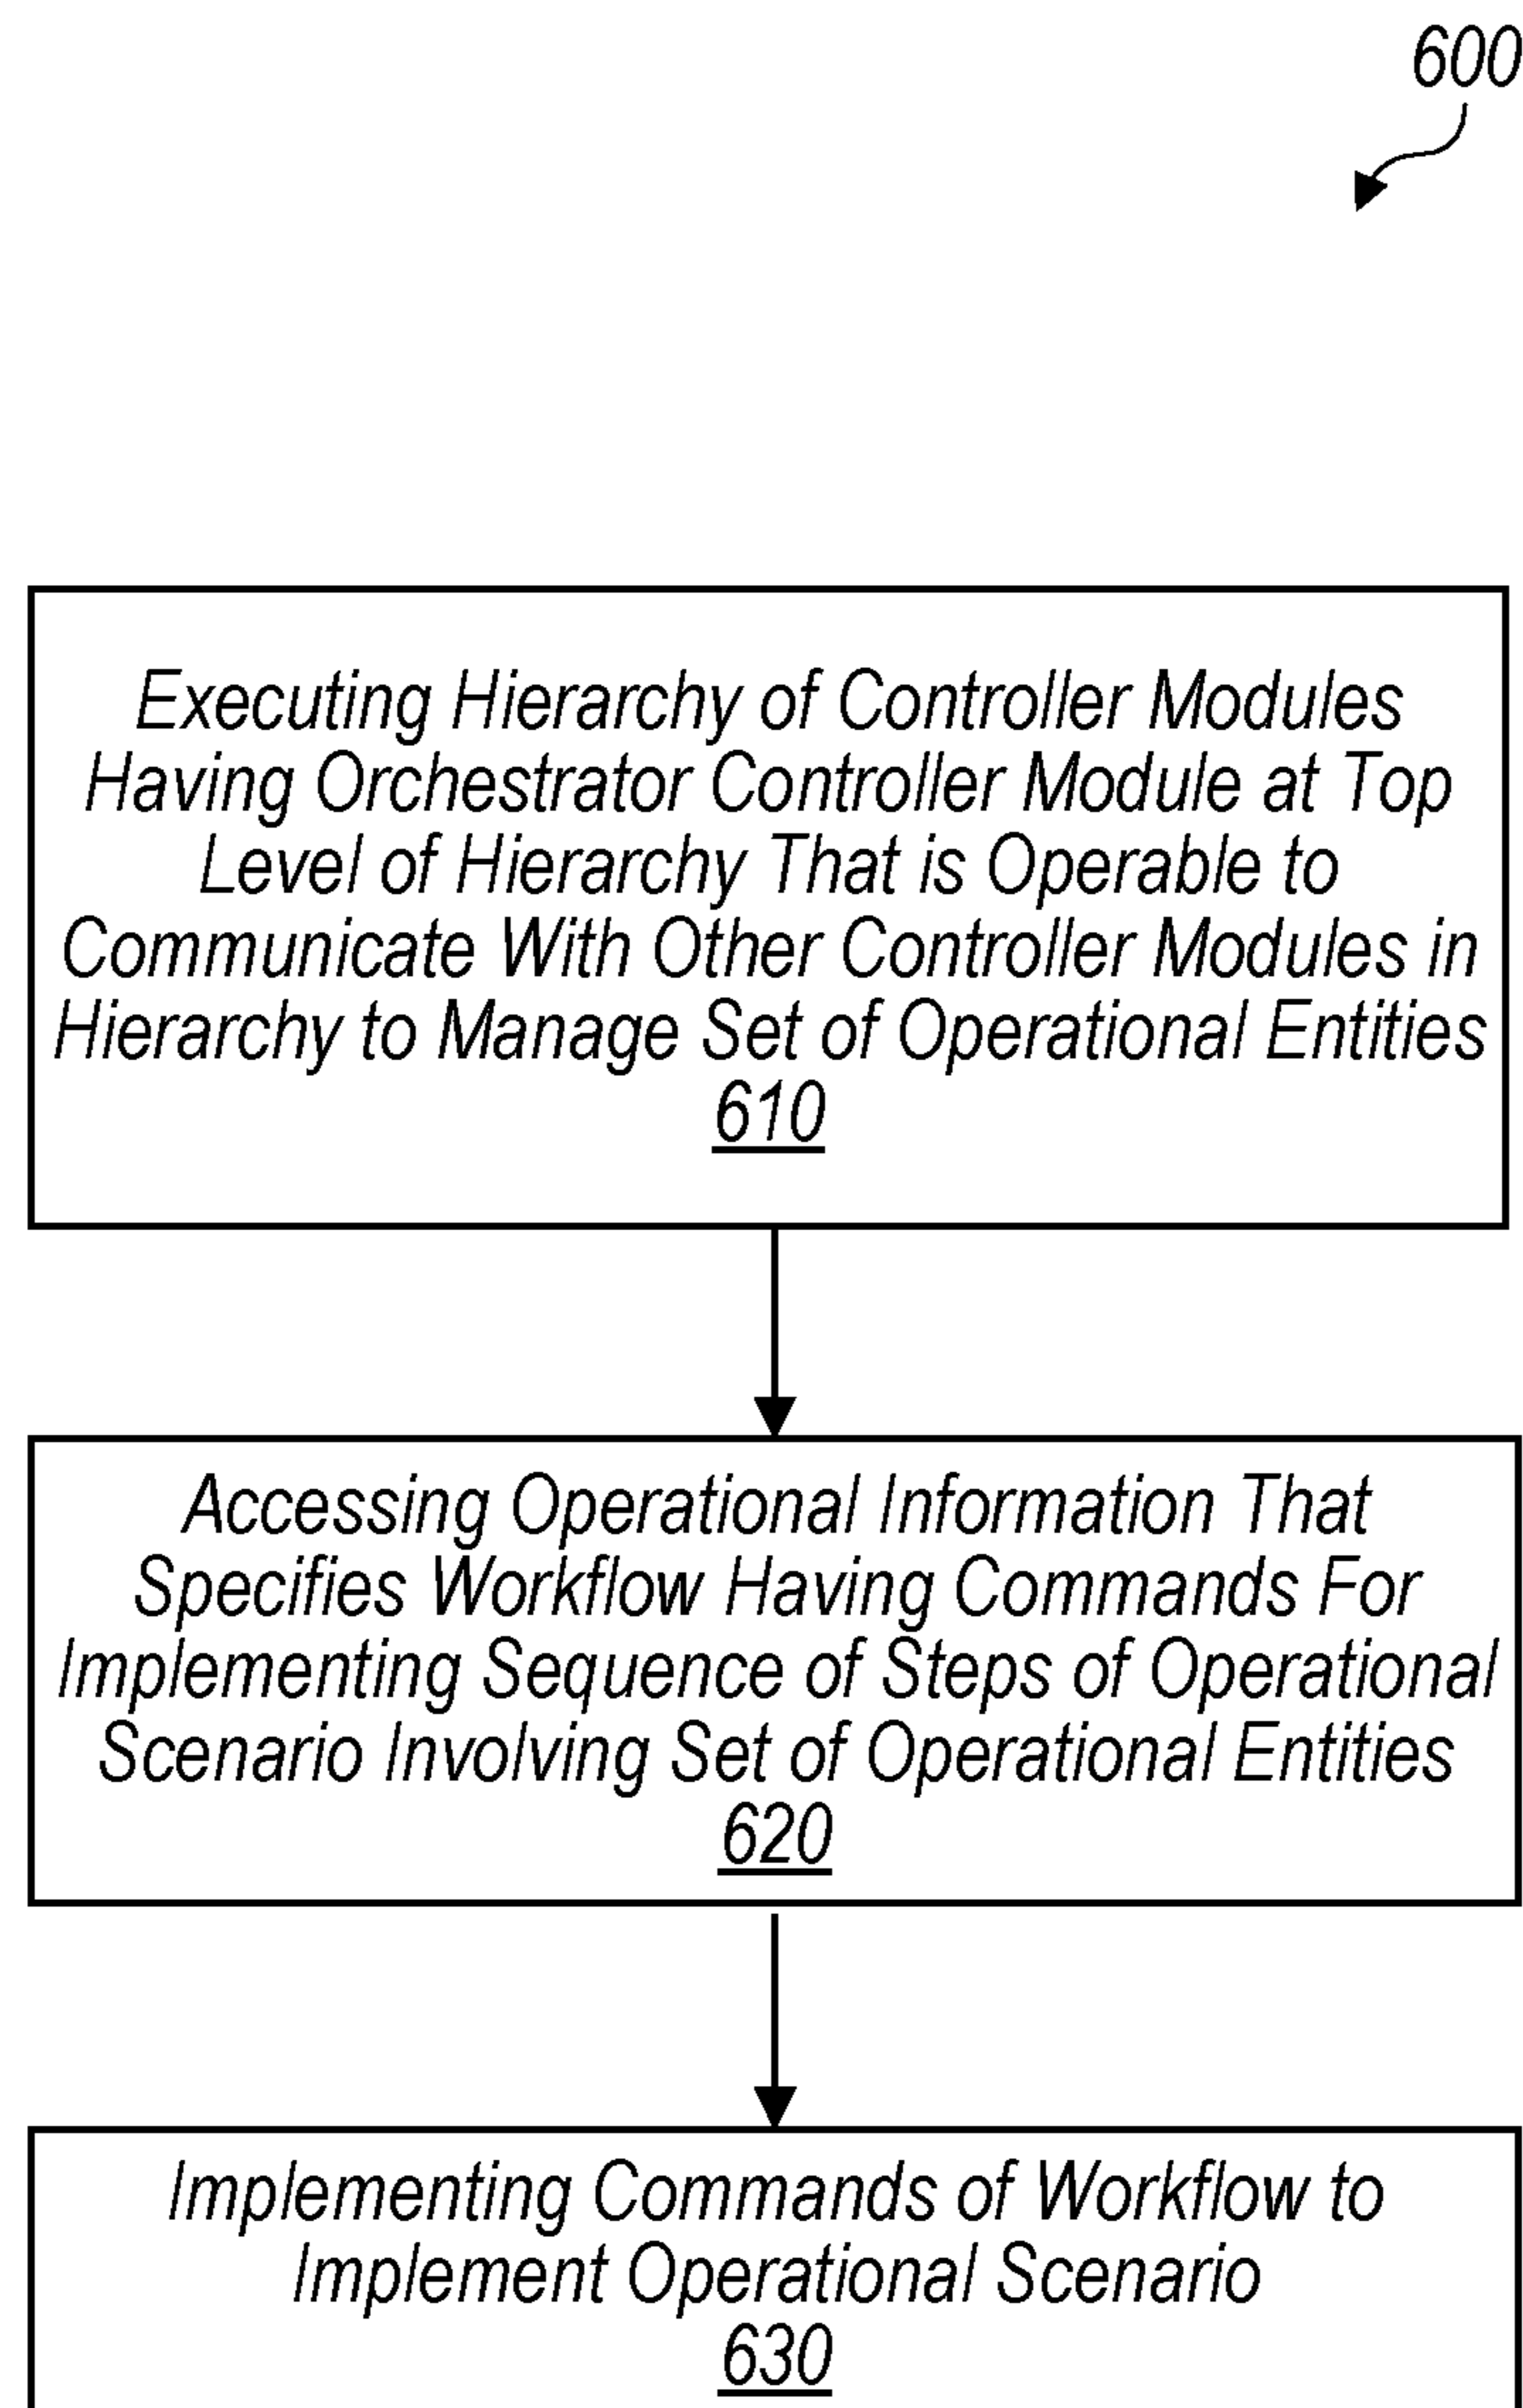 600
Executing Hierarchy of Controller Modules
Having Orchestrator Controller Module at Top
Level of Hierarchy That is Operable to
Communicate With Other Controller Modules in
Hierarchy to Manage Set of Operational Entities
610
Accessing Operational Information That
Specifies Workflow Having Commands For
Implementing Sequence of Steps of Operational
Scenario Involving Set of Operational Entities
620
Implementing Commands of Workflow to
Implement Operational Scenario
630